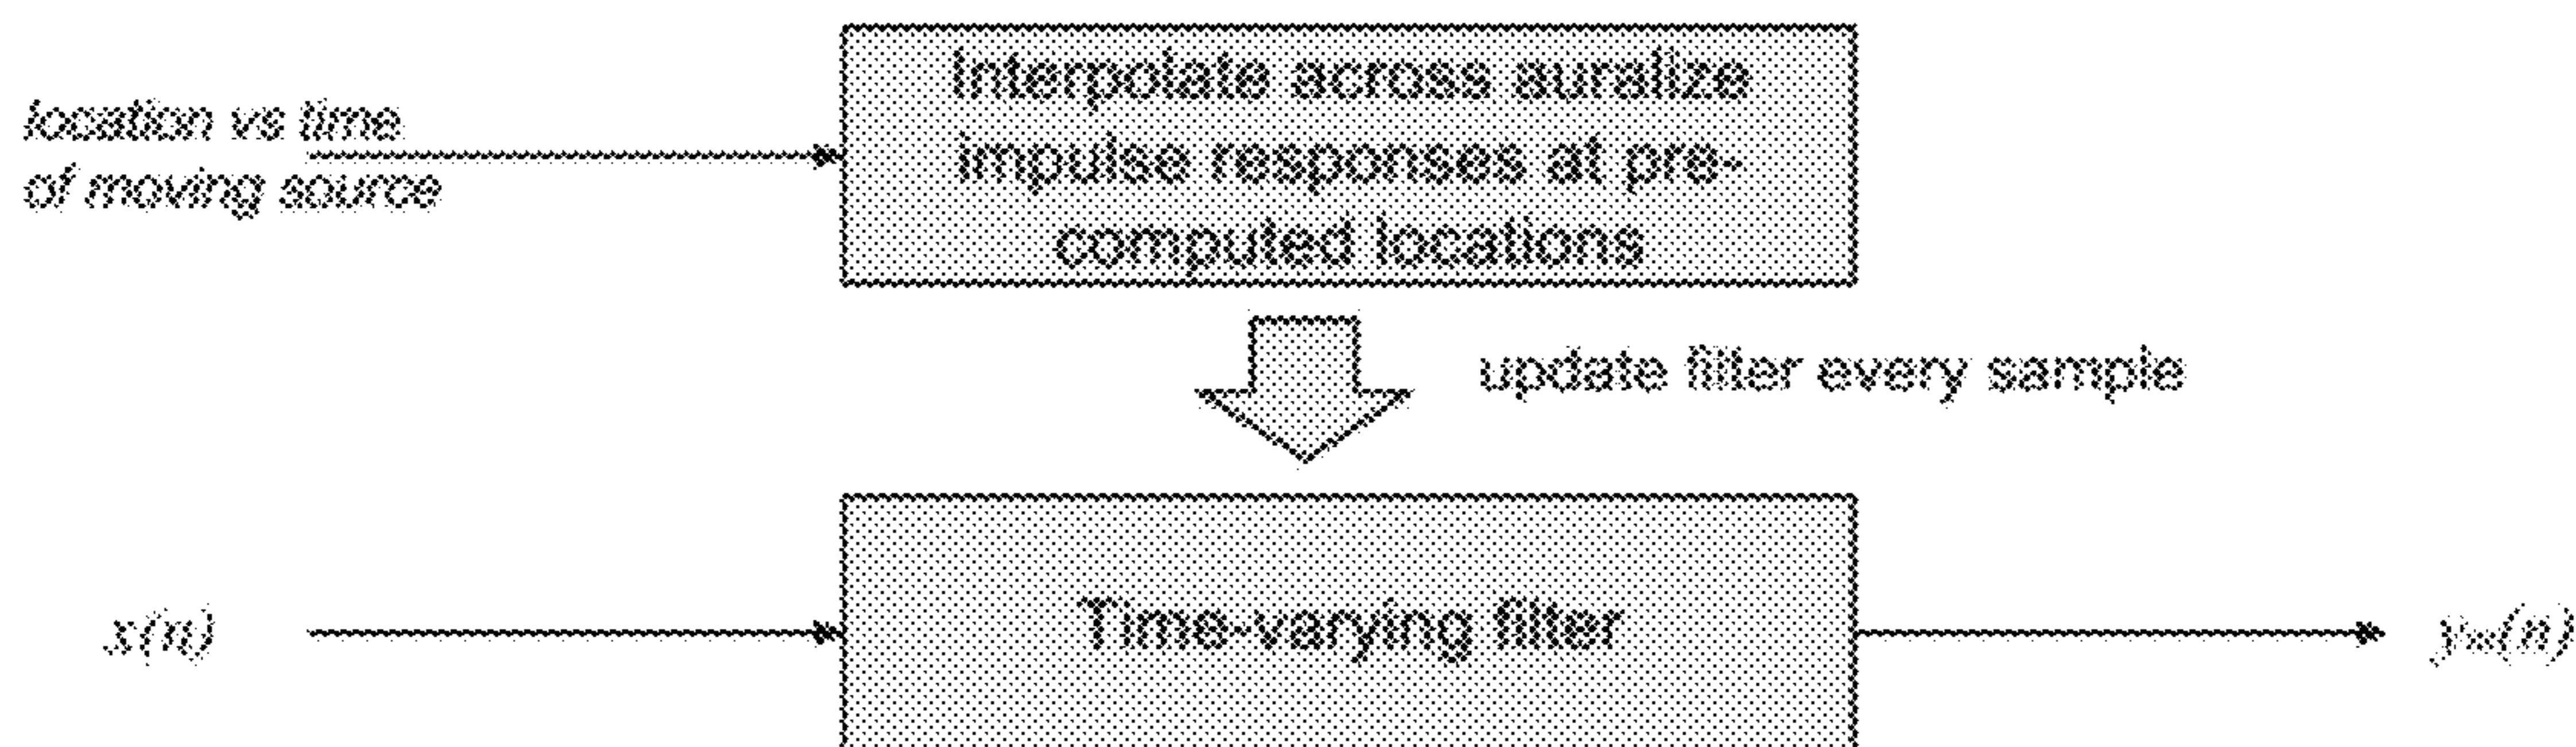 Interpolate across auralize
location vs time
impulse responses at pre-
of moving source
computed locations
update filter every sample
x(n)
Time-varying filter